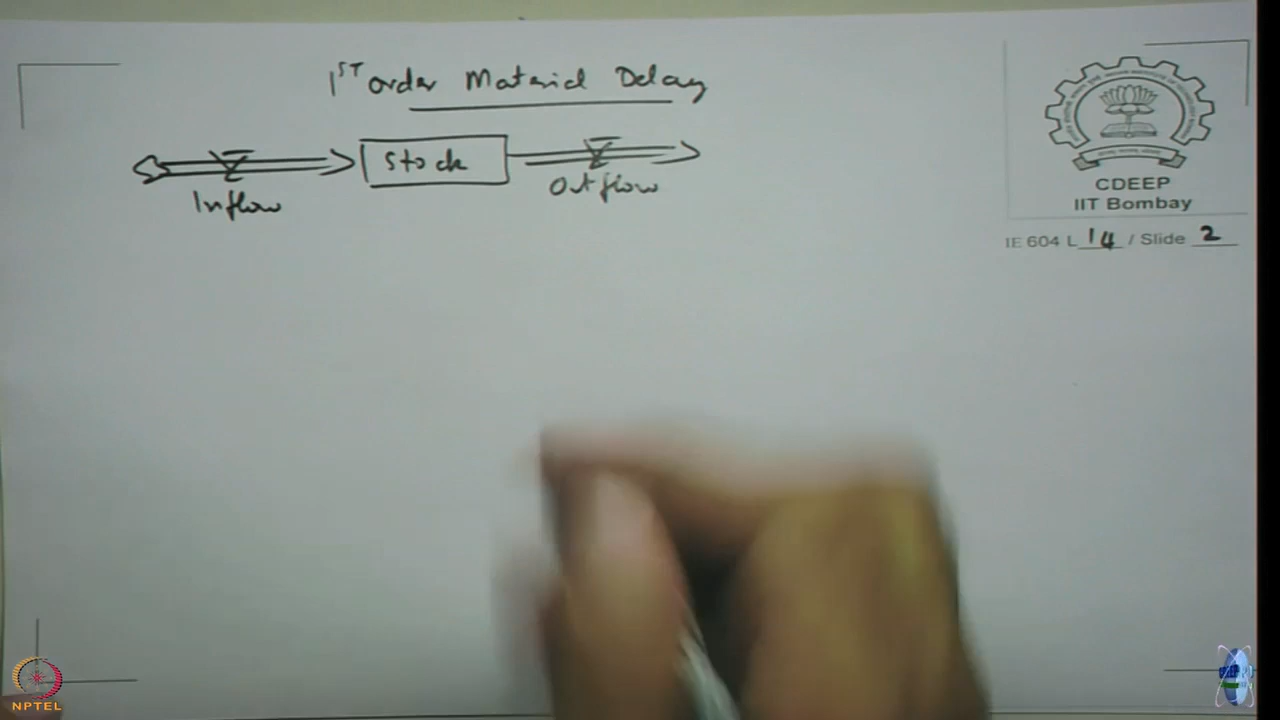 1ST order Material Delay
Stock
Inflow
Outflow
CDEEP
IIT Bombay
IE 604 L 14 / Slide 2
NPTEL